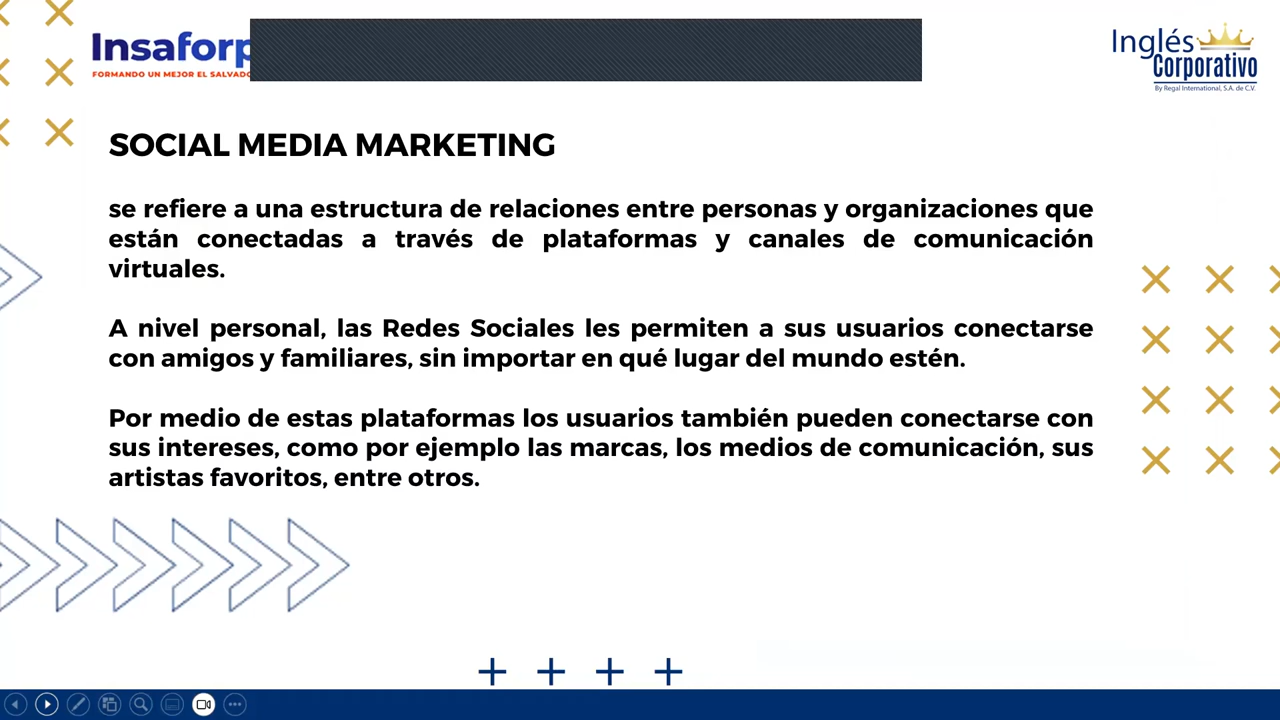 Insaforp
FORMANDO UN MEJOR EL SALVADO
Inglés
Corporativo
By Regal International, S.A. de C.V.
SOCIAL MEDIA MARKETING
se refiere a una estructura de relaciones entre personas y organizaciones que
están conectadas a través de plataformas y canales de comunicación
virtuales.
A nivel personal, las Redes Sociales les permiten a sus usuarios conectarse
con amigos y familiares, sin importar en qué lugar del mundo estén.
Por medio de estas plataformas los usuarios también pueden conectarse con
sus intereses, como por ejemplo las marcas, los medios de comunicación, sus
artistas favoritos, entre otros.